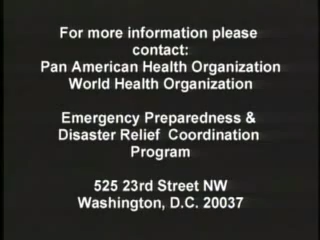 For more information please
contact:
Pan American Health Organization
World Health Organization
Emergency Preparedness &
Disaster Relief Coordination
Program
525 23rd Street NW
Washington, D.C. 20037